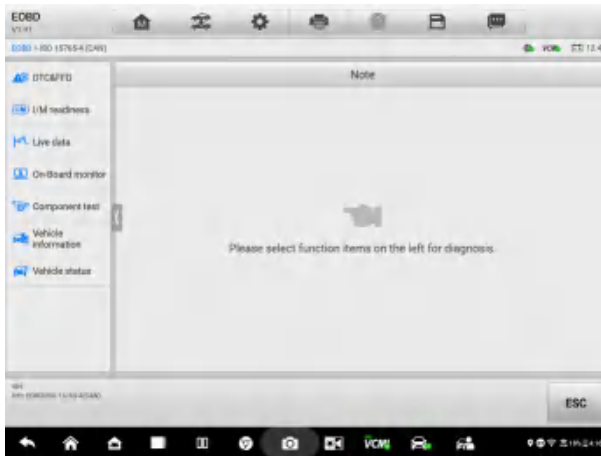 EOBD
Note
DTC&FFD
I/M readiness
Live data
On-Board monitor
Component test
Vehicle
information
Vehicle status
Please select function items on the left for diagnosis.
ESC
VCMI